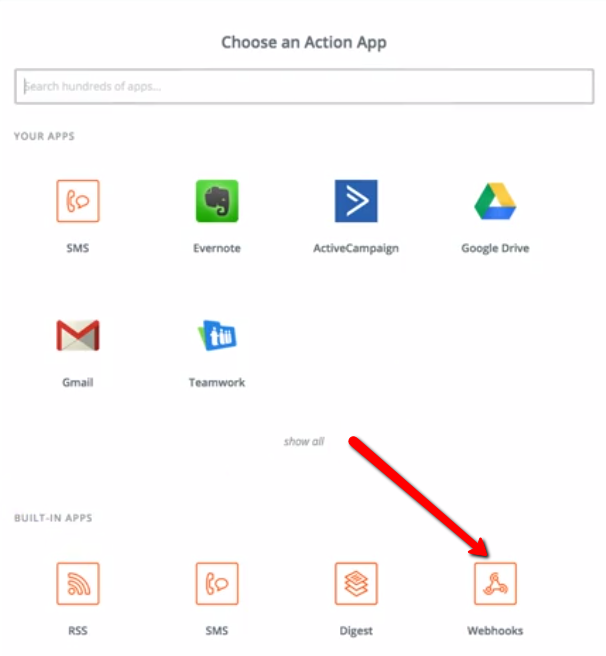 Choose an Action App
Search hundreds of apps...
YOUR APPS
SMS Evernote ActiveCampaign Google Drive
Gmail Teamwork
show all
BUILT-IN APPS
RSS SMS Digest Webhooks